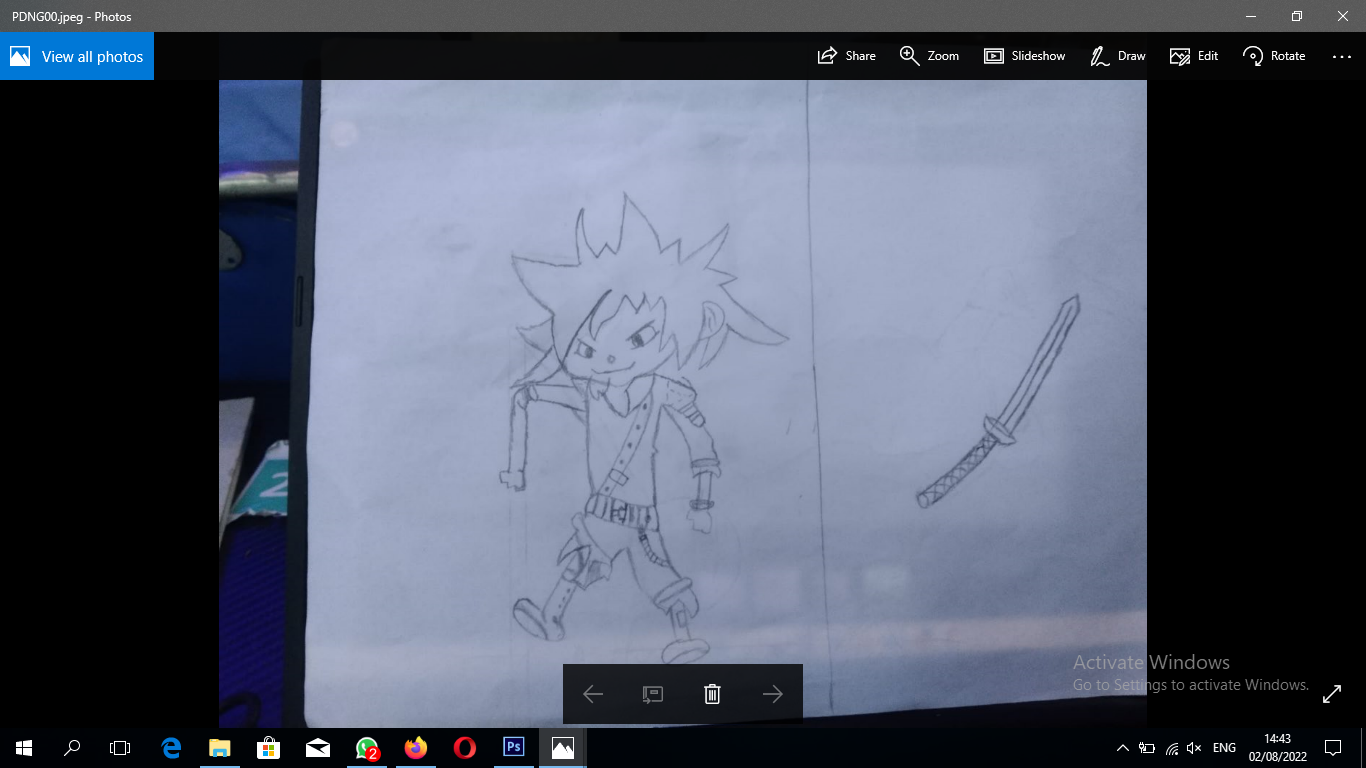 PDNG00.jpeg - Photos
View all photos
Share
Zoom
Slideshow
Draw
Edit
Rotate
2
Activate Windows
Go to Settings to activate Windows.
2
Ps
ENG
14:43
02/08/2022